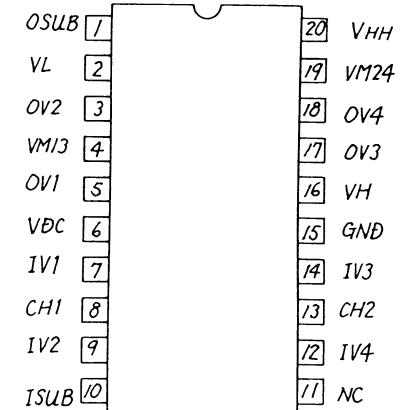 OSUB 1 20 VHH
VL 2 19 VM24
OV2 3 18 OV4
VM13 4 17 OV3
OV1 5 16 VH
VDC 6 15 GND
IV1 7 14 IV3
CH1 8 13 CH2
IV2 9 12 IV4
ISUB 10 11 NC